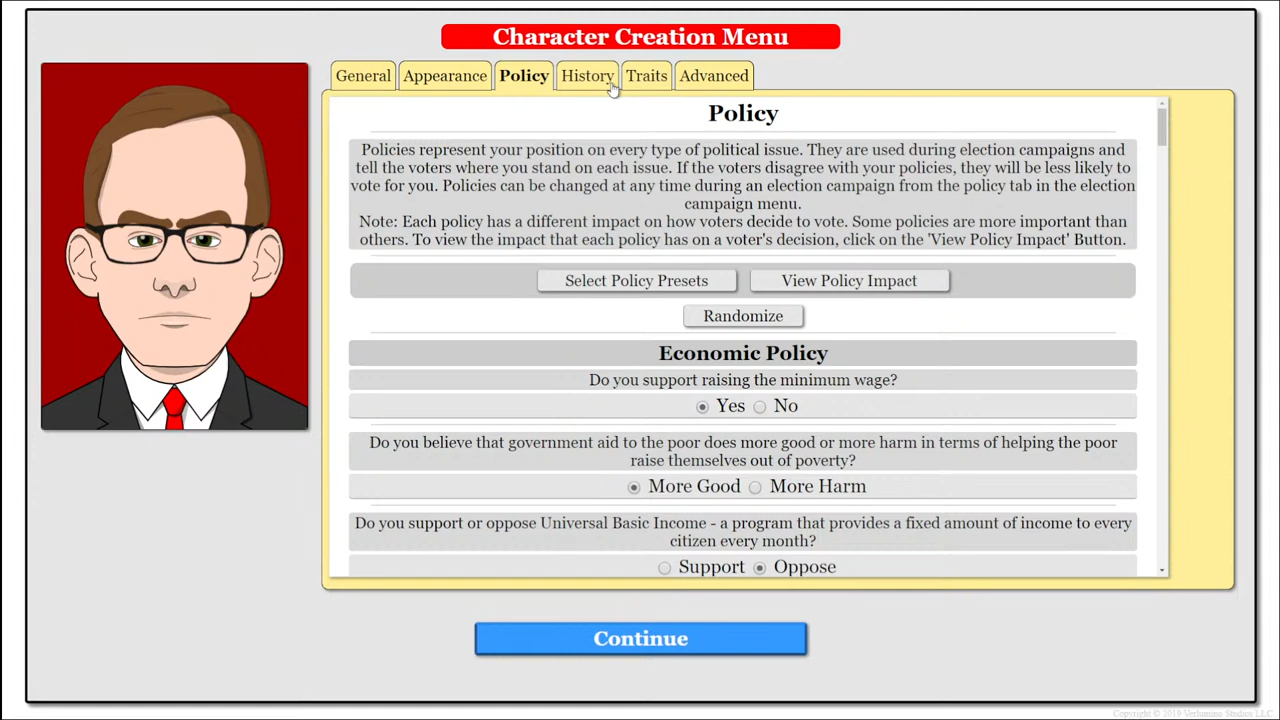 Character Creation Menu
General Appearance Policy History Traits Advanced
Policy
Policies represent your position on every type of political issue. They are used during election campaigns and
tell the voters where you stand on each issue. If the voters disagree with your policies, they will be less likely to
vote for you. Policies can be changed at any time during an election campaign from the policy tab in the election
campaign menu.
Note: Each policy has a different impact on how voters decide to vote. Some policies are more important than
others. To view the impact that each policy has on a voter's decision, click on the 'View Policy Impact' Button.
Select Policy Presets View Policy Impact
Randomize
Economic Policy
Do you support raising the minimum wage?
Yes No
Do you believe that government aid to the poor does more good or more harm in terms of helping the poor
raise themselves out of poverty?
More Good More Harm
Do you support or oppose Universal Basic Income - a program that provides a fixed amount of income to every
citizen every month?
Support Oppose
Continue
Copyright © 2019 Verlumino Studios LLC